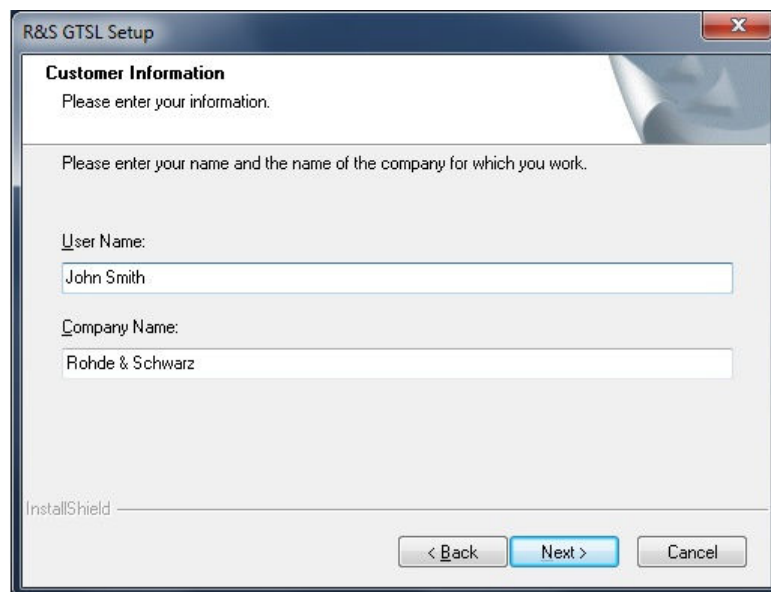 R&S GTSL Setup
Customer Information
Please enter your information.
Please enter your name and the name of the company for which you work.
User Name:
John Smith
Company Name:
Rohde & Schwarz
InstallShield
< Back Next > Cancel